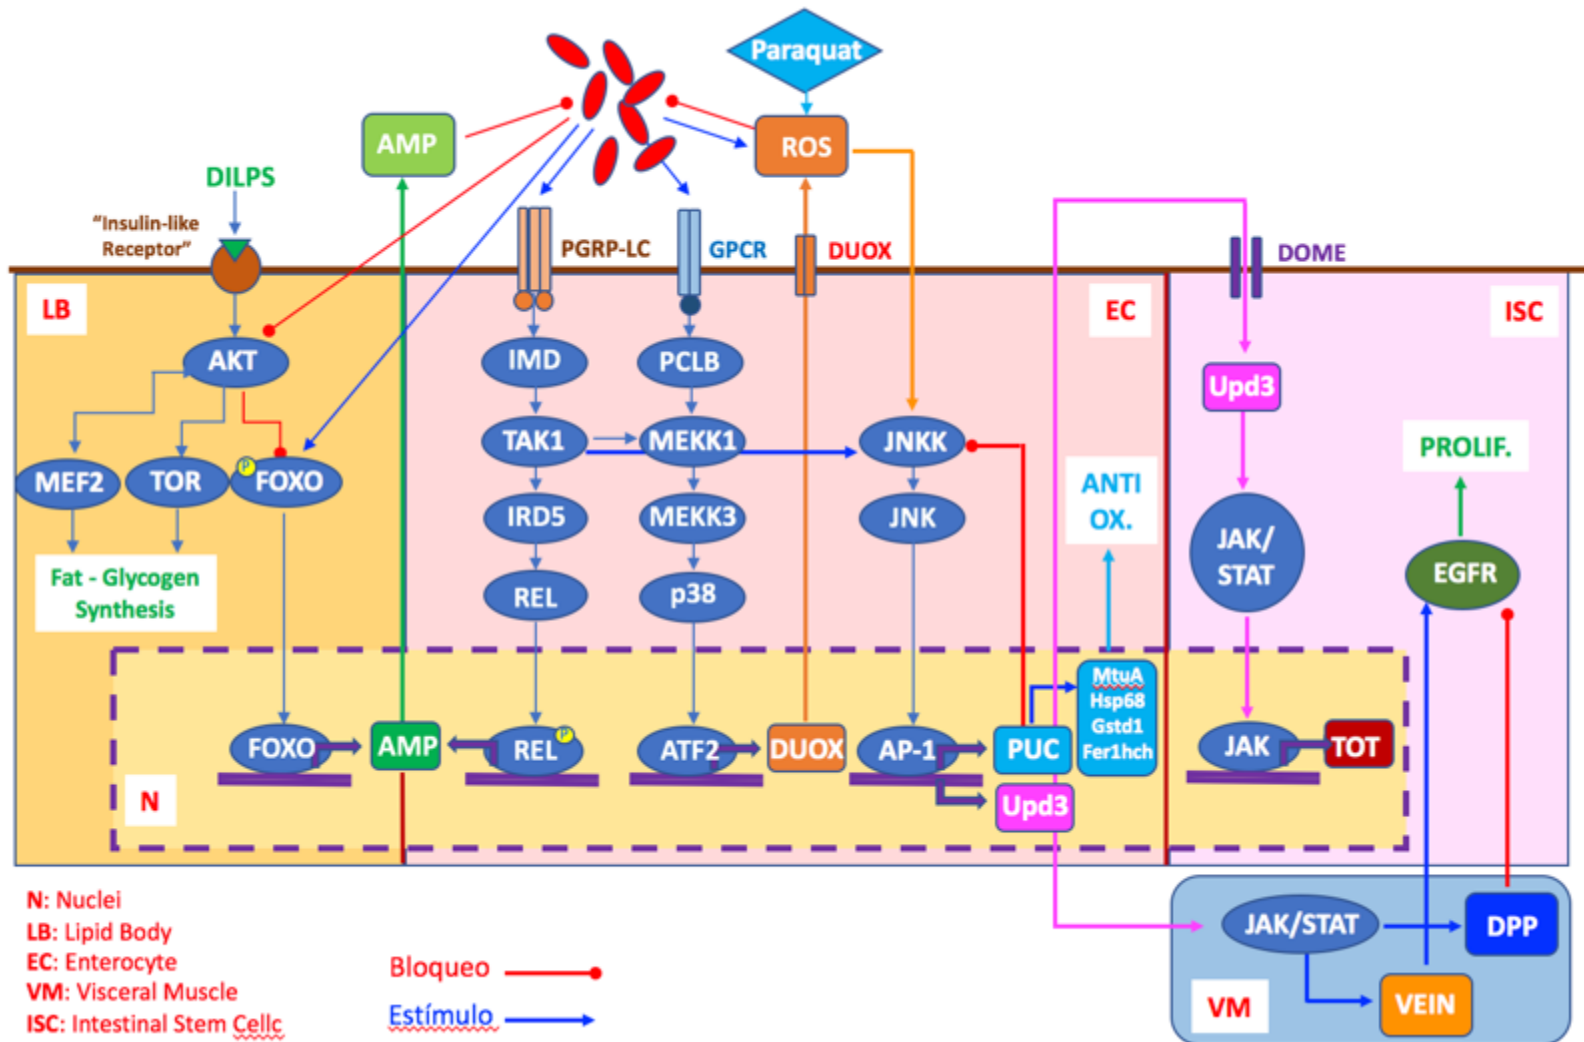 Paraquat
AMP
ROS
DILPS
"Insulin-like
Receptor"
PGRP-LC
GPCR
DUOX
DOME
LB
EC
ISC
AKT
IMD
PCLB
Upd3
TAK1
MEKK1
JNKK
PROLIF.
MEF2
TOR
P
FOXO
ANTI
OX.
IRD5
MEKK3
JNK
JAK/
STAT
Fat - Glycogen
Synthesis
REL
p38
EGFR
MtuA
Hsp68
Gstd1
Fer1hch
FOXO
AMP
REL
P
ATF2
DUOX
AP-1
PUC
JAK
TOT
N
Upd3
N: Nuclei
LB: Lipid Body
EC: Enterocyte
VM: Visceral Muscle
ISC: Intestinal Stem Cellc
Bloqueo
Estímulo
JAK/STAT
DPP
VM
VEIN